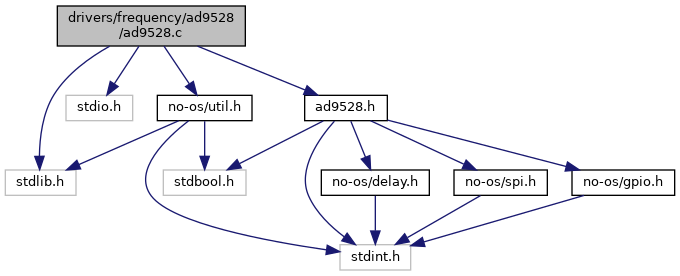 drivers/frequency/ad9528
/ad9528.c
stdio.h
no-os/util.h
ad9528.h
stdlib.h
stdbool.h
no-os/delay.h
no-os/spi.h
no-os/gpio.h
stdint.h